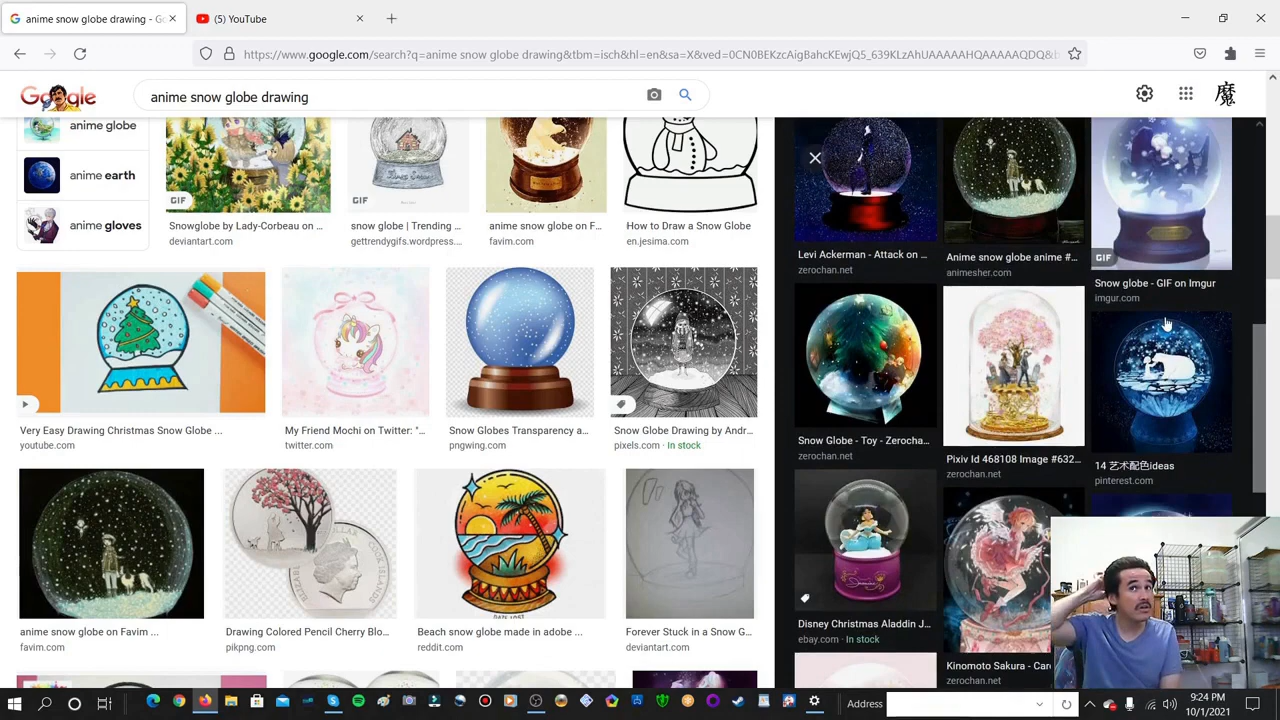 anime snow globe drawing - Go
(5) YouTube
https://www.google.com/search?q=anime snow globe drawing&tbm=isch&hl=en&sa=X&ved=0CN0BEKzcAigBahcKEwjQ5_639KLzAhUAAAAAHQAAAAAQDQ&b
Google
anime snow globe drawing
魔
anime globe
anime earth
anime gloves
GIF
Snowglobe by Lady-Corbeau on ...
deviantart.com
GIF
snow globe | Trending ...
gettrendygifs.wordpress....
anime snow globe on F...
favim.com
How to Draw a Snow Globe
en.jesima.com
Levi Ackerman - Attack on ...
zerochan.net
Anime snow globe anime #...
animesher.com
GIF
Snow globe - GIF on Imgur
imgur.com
Very Easy Drawing Christmas Snow Globe ...
youtube.com
My Friend Mochi on Twitter: "...
twitter.com
Snow Globes Transparency a...
pngwing.com
Snow Globe Drawing by Andr...
pixels.com · In stock
Snow Globe - Toy - Zerocha...
zerochan.net
Pixiv Id 468108 Image #632...
zerochan.net
14 艺术配色ideas
pinterest.com
anime snow globe on Favim ...
favim.com
Drawing Colored Pencil Cherry Blo...
pikpng.com
Beach snow globe made in adobe ...
reddit.com
Forever Stuck in a Snow G...
deviantart.com
Disney Christmas Aladdin J...
ebay.com · In stock
Kinomoto Sakura - Car
zerochan.net
Address
9:24 PM
10/1/2021